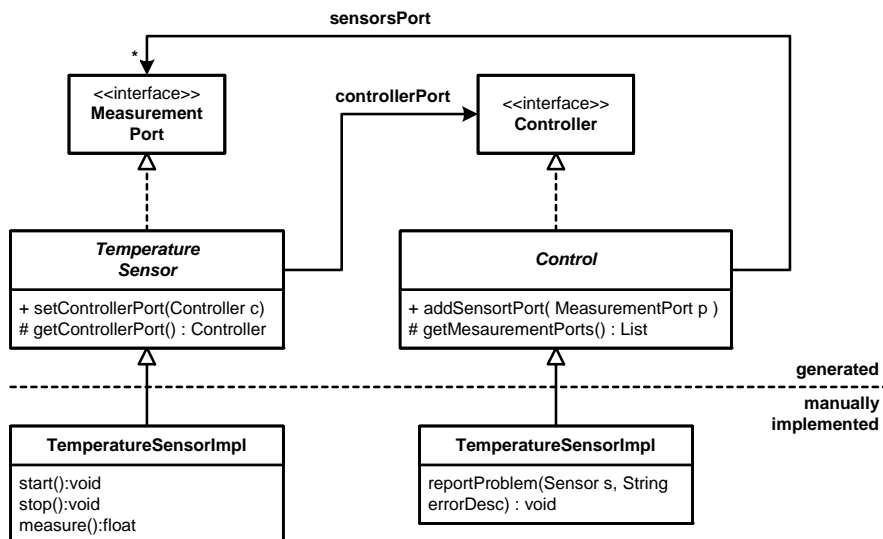 sensorsPort
*
<<interface>>
Measurement
Port
controllerPort
<<interface>>
Controller
Temperature
Sensor
+ setControllerPort(Controller c)
# getControllerPort() : Controller
Control
+ addSensortPort( MeasurementPort p )
# getMesaurementPorts() : List
generated
manually
implemented
TemperatureSensorImpl
start():void
stop():void
measure():float
TemperatureSensorImpl
reportProblem(Sensor s, String
errorDesc) : void